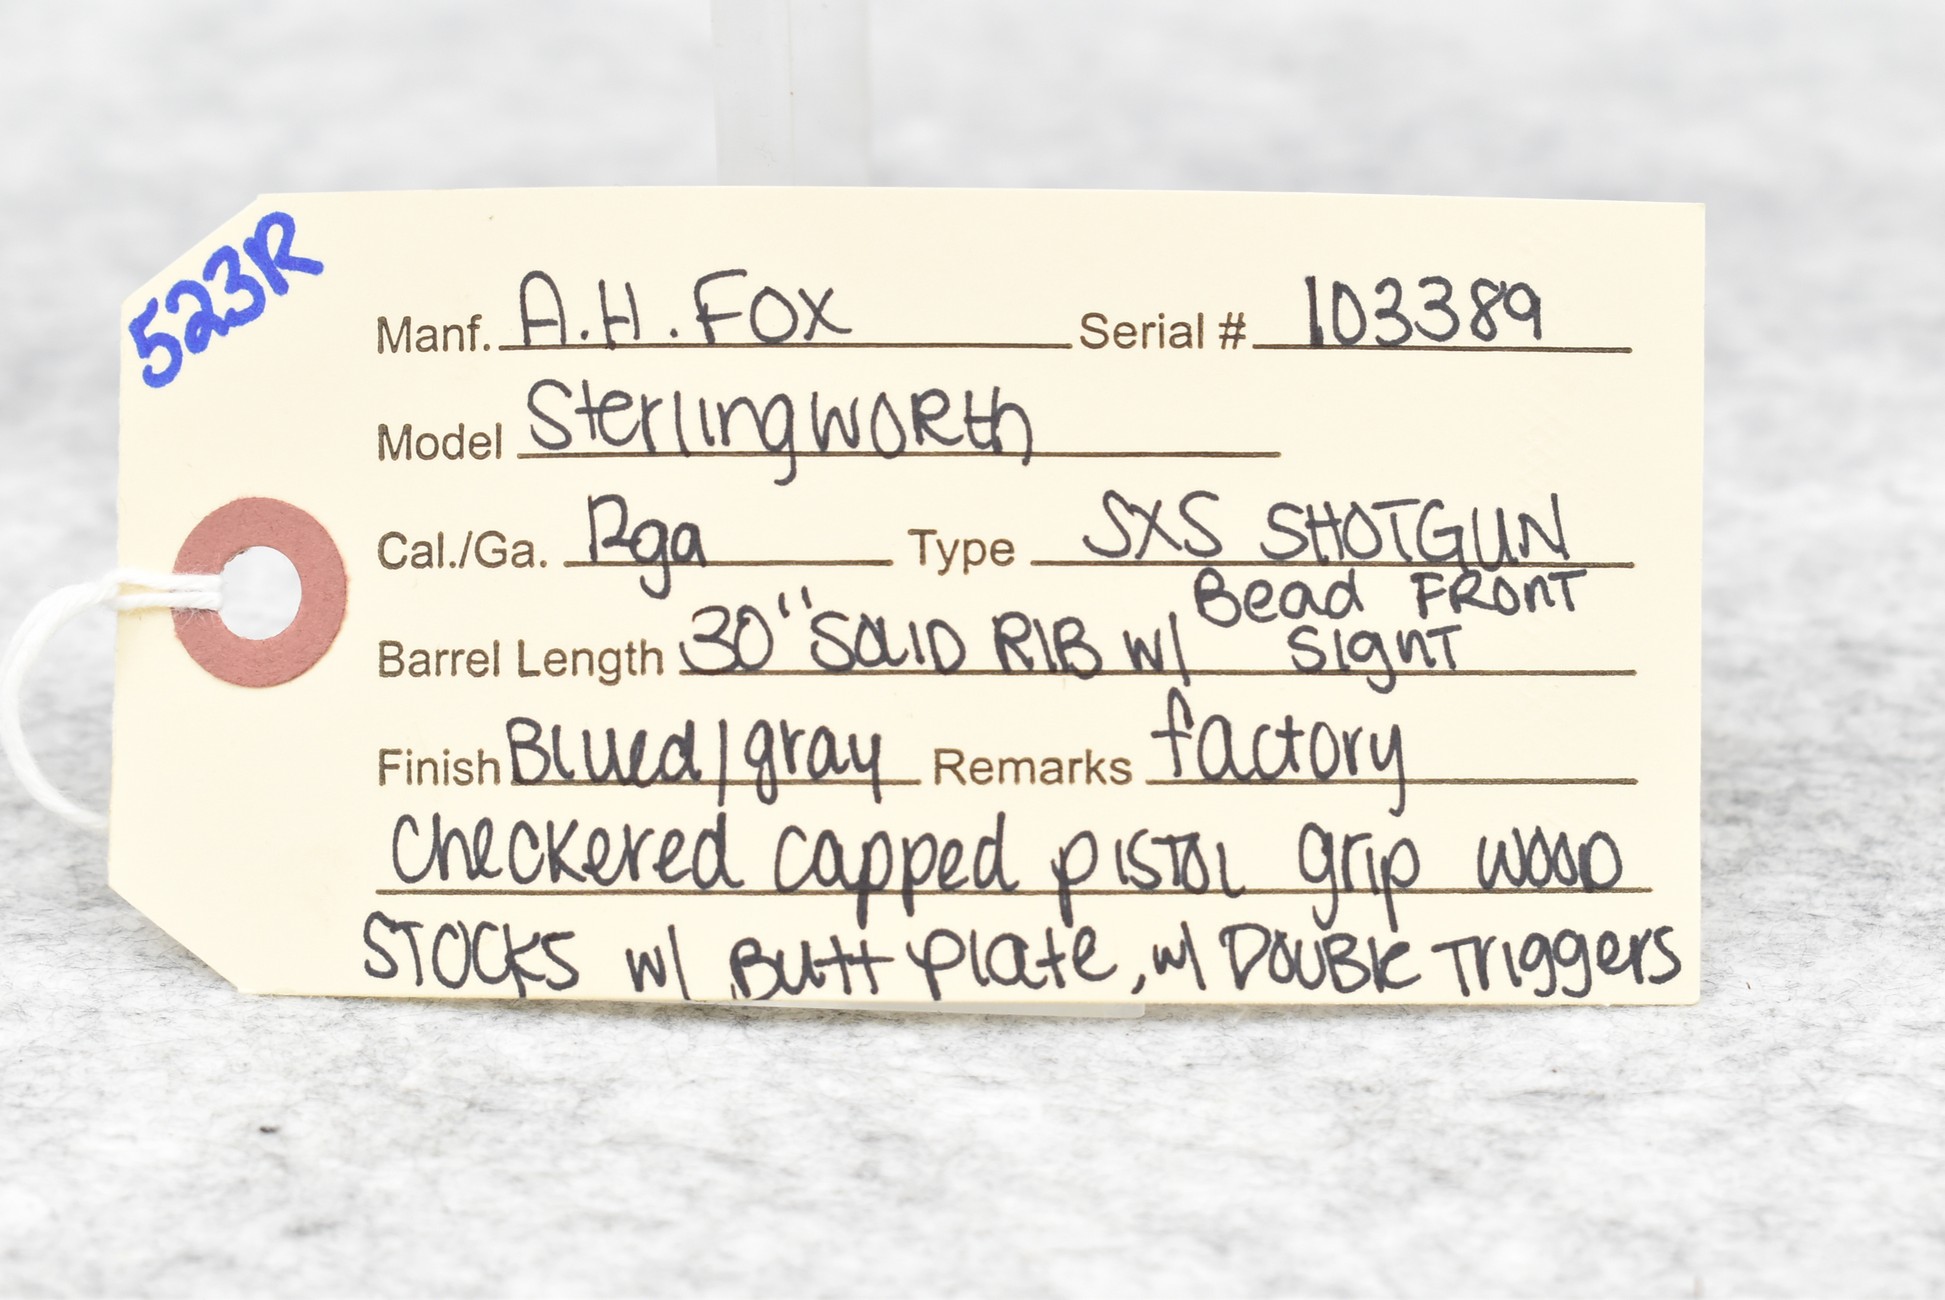 523R
Manf. A.H. FOX Serial # 103389
Model Sterlingworth
Cal./Ga. 12ga Type SXS SHOTGUN
Barrel Length 30" SOLID RIB w/ Bead FRONT
SIGHT
Finish Blued/gray Remarks factory
checkered capped pistol grip wood
STOCKS w/ Butt plate, w/ DOUBLE Triggers